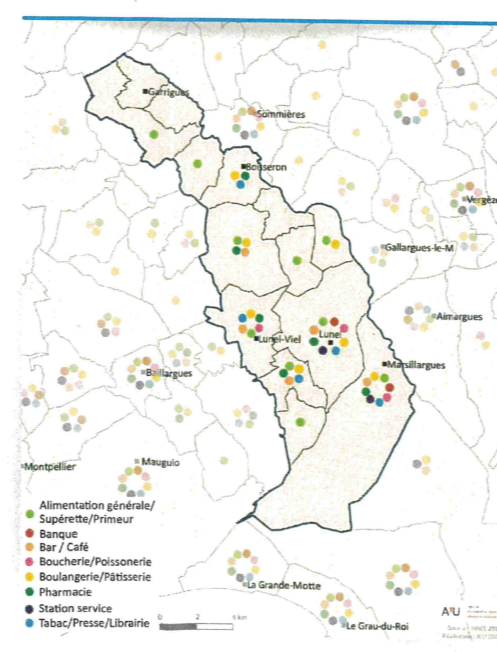 Garrigues
Sommières
Boisseron
Vergèze
Gallargues-le-M
Aimargues
Lunel
Lunel-Viel
Marsillargues
Baillargues
Montpellier
Mauguio
Alimentation générale/
Supérette/Primeur
Banque
Bar / Café
Boucherie/Poissonerie
Boulangerie/Pâtisserie
Pharmacie
Station service
Tabac/Presse/Librairie
La Grande-Motte
Le Grau-du-Roi
0 2 4 km
A'U